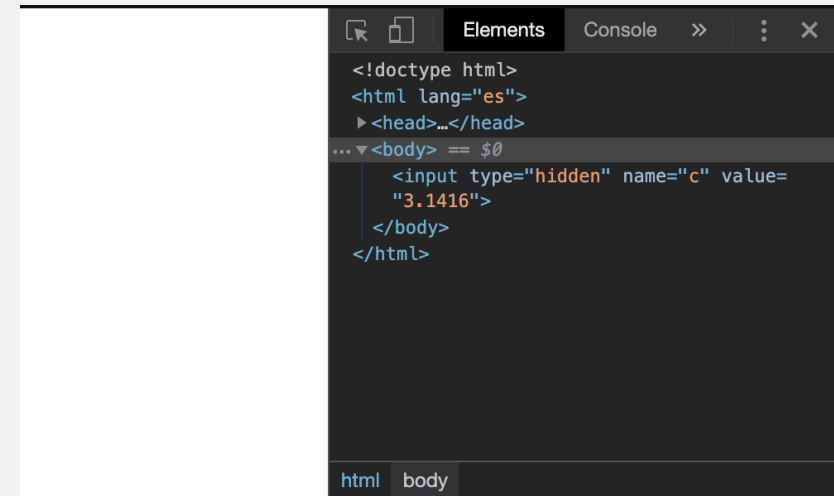 Elements Console »
<!doctype html>
<html lang="es">
<head>…</head>
… <body> == $0
<input type="hidden" name="c" value=
"3.1416">
</body>
</html>
html body